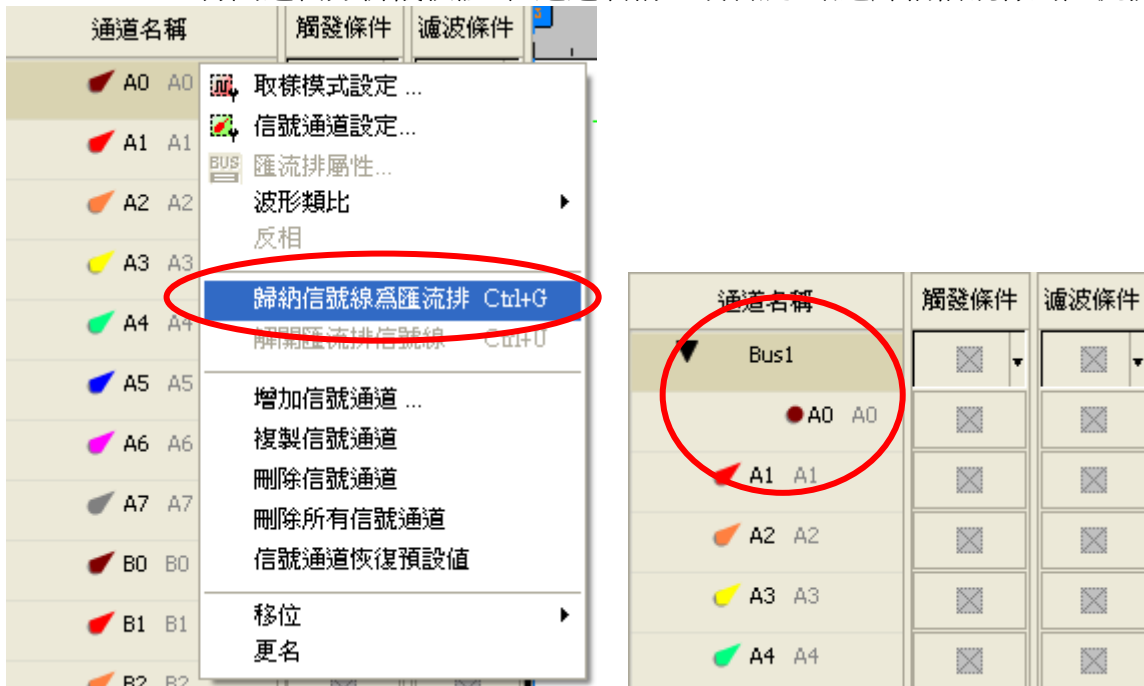 通道名稱 觸發條件 濾波條件
A0 A0
A1 A1
A2 A2
A3 A3
A4 A4
A5 A5
A6 A6
A7 A7
B0 B0
B1 B1
B2 B2
取樣模式設定 ...
信號通道設定...
BUS 匯流排屬性...
波形類比
反相
歸納信號線為匯流排 Ctrl+G
解開匯流排信號線 Ctrl+U
增加信號通道 ...
複製信號通道
刪除信號通道
刪除所有信號通道
信號通道恢復預設值
移位
更名
通道名稱 觸發條件 濾波條件
Bus1
A0 A0
A1 A1
A2 A2
A3 A3
A4 A4